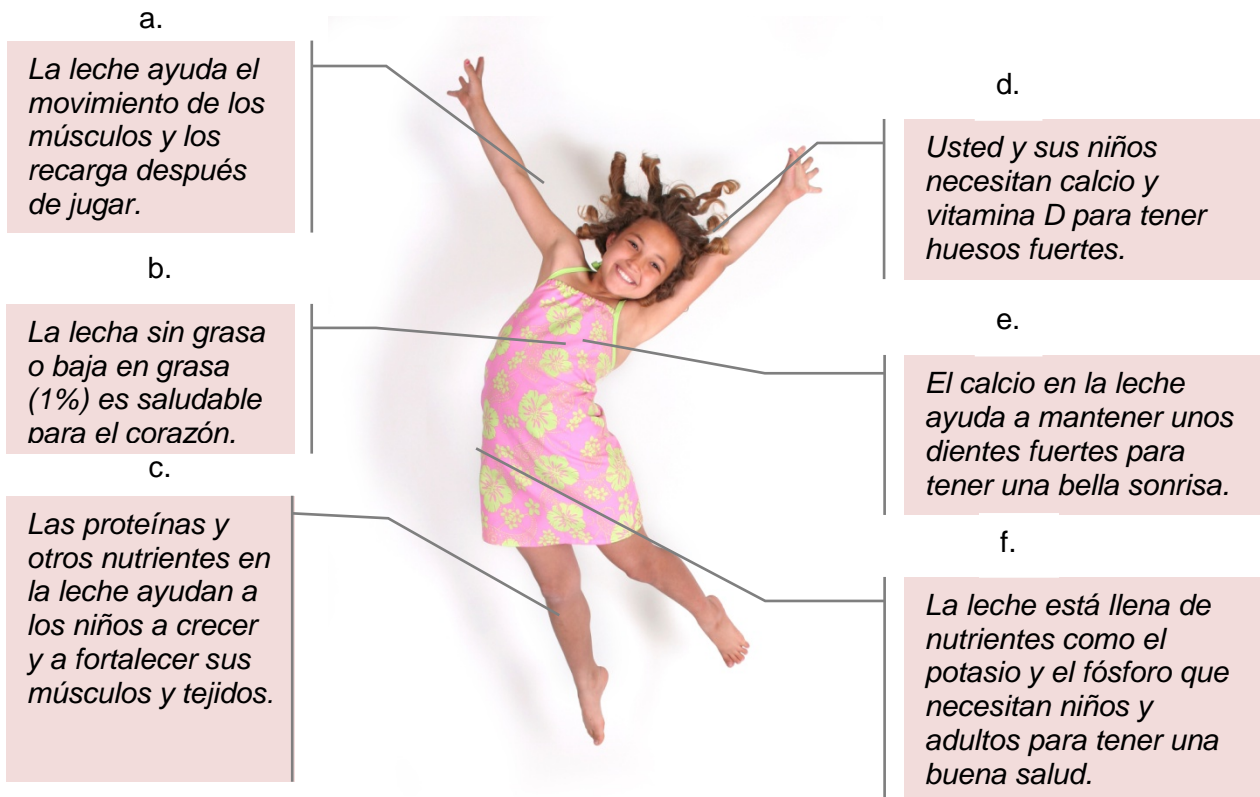 a.
La leche ayuda el
movimiento de los
músculos y los
recarga después
de jugar.
b.
La lecha sin grasa
o baja en grasa
(1%) es saludable
para el corazón.
c.
Las proteínas y
otros nutrientes en
la leche ayudan a
los niños a crecer
y a fortalecer sus
músculos y tejidos.
d.
Usted y sus niños
necesitan calcio y
vitamina D para tener
huesos fuertes.
e.
El calcio en la leche
ayuda a mantener unos
dientes fuertes para
tener una bella sonrisa.
f.
La leche está llena de
nutrientes como el
potasio y el fósforo que
necesitan niños y
adultos para tener una
buena salud.